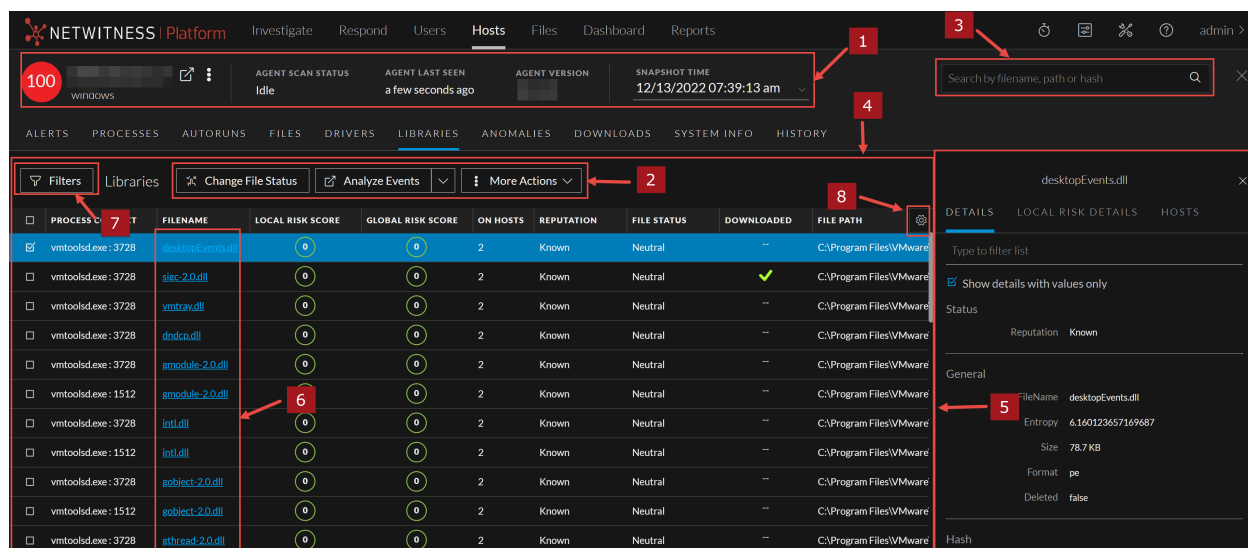 NETWITNESS | Platform Investigate Respond Users Hosts Files Dashboard Reports admin >
1
3
100
windows
AGENT SCAN STATUS
Idle
AGENT LAST SEEN
a few seconds ago
AGENT VERSION
SNAPSHOT TIME
12/13/2022 07:39:13 am
Search by filename, path or hash
4
ALERTS PROCESSES AUTORUNS FILES DRIVERS LIBRARIES ANOMALIES DOWNLOADS SYSTEM INFO HISTORY
Filters Libraries Change File Status Analyze Events More Actions
2
8
7
PROCESS FILENAME LOCAL RISK SCORE GLOBAL RISK SCORE ON HOSTS REPUTATION FILE STATUS DOWNLOADED FILE PATH
vmtoolsd.exe : 3728 desktopEvents.dll 0 0 2 Known Neutral -- C:\Program Files\VMware
vmtoolsd.exe : 3728 sigc-2.0.dll 0 0 2 Known Neutral C:\Program Files\VMware
vmtoolsd.exe : 3728 vmtray.dll 0 0 2 Known Neutral -- C:\Program Files\VMware
vmtoolsd.exe : 3728 dndcp.dll 0 0 2 Known Neutral -- C:\Program Files\VMware
vmtoolsd.exe : 3728 gmodule-2.0.dll 0 0 2 Known Neutral -- C:\Program Files\VMware
vmtoolsd.exe : 1512 gmodule-2.0.dll 0 0 2 Known Neutral -- C:\Program Files\VMware
6
vmtoolsd.exe : 3728 intl.dll 0 0 2 Known Neutral -- C:\Program Files\VMware
vmtoolsd.exe : 1512 intl.dll 0 0 2 Known Neutral -- C:\Program Files\VMware
vmtoolsd.exe : 3728 gobject-2.0.dll 0 0 2 Known Neutral -- C:\Program Files\VMware
vmtoolsd.exe : 1512 gobject-2.0.dll 0 0 2 Known Neutral -- C:\Program Files\VMware
vmtoolsd.exe : 3728 gthread-2.0.dll 0 0 2 Known Neutral -- C:\Program Files\VMware
desktopEvents.dll
DETAILS LOCAL RISK DETAILS HOSTS
Type to filter list
Show details with values only
Status
Reputation Known
General
5
FileName desktopEvents.dll
Entropy 6.160123657169687
Size 78.7 KB
Format pe
Deleted false
Hash